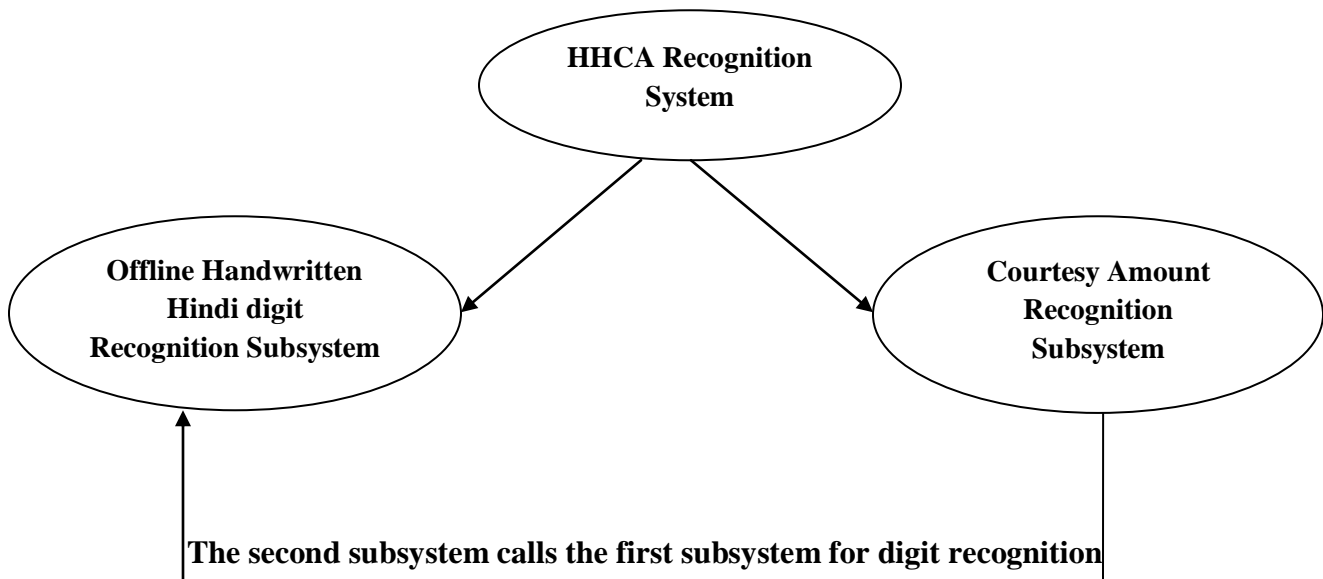 HHCA Recognition
System
Offline Handwritten
Hindi digit
Recognition Subsystem
Courtesy Amount
Recognition
Subsystem
The second subsystem calls the first subsystem for digit recognition